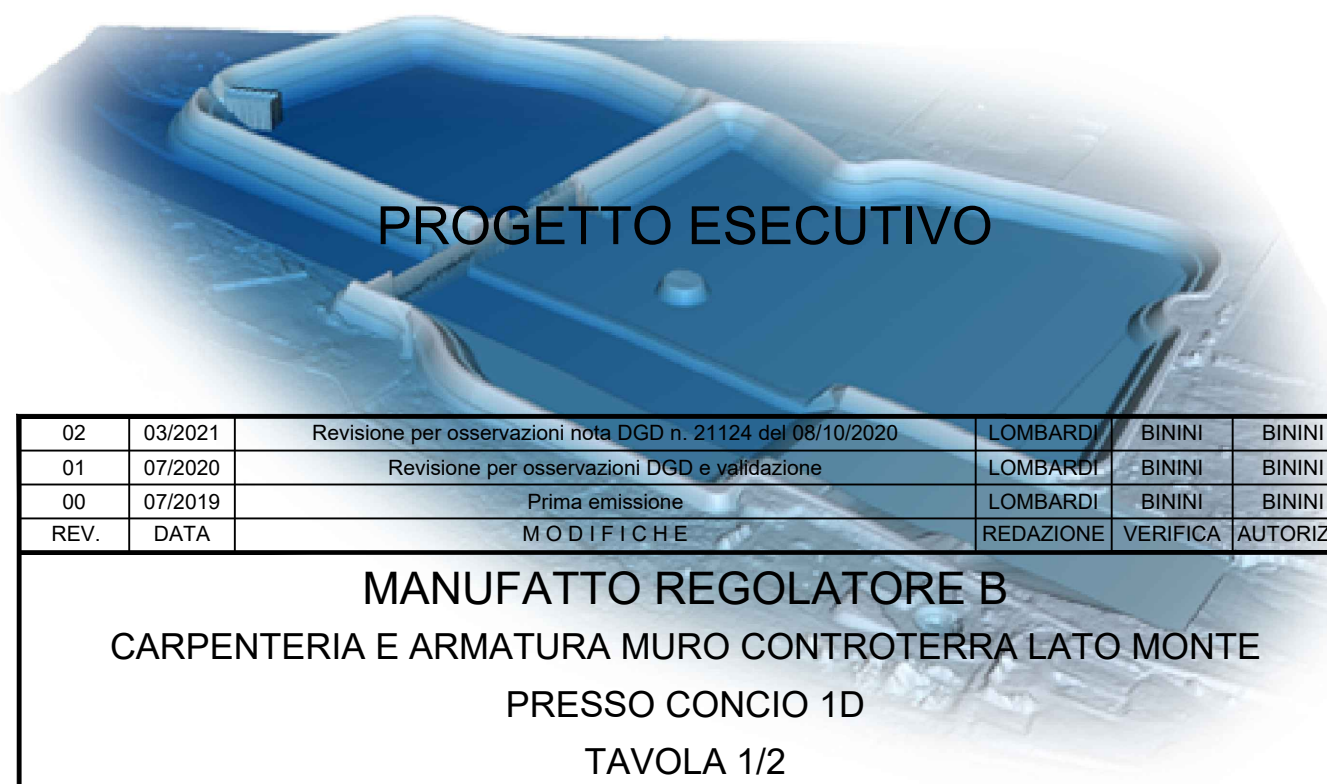 PROGETTO ESECUTIVO
02 03/2021 Revisione per osservazioni nota DGD n. 21124 del 08/10/2020 LOMBARDI BININI BININI
01 07/2020 Revisione per osservazioni DGD e validazione LOMBARDI BININI BININI
00 07/2019 Prima emissione LOMBARDI BININI BININI
REV. DATA M O D I F I C H E REDAZIONE VERIFICA AUTORIZ
MANUFATTO REGOLATORE B
CARPENTERIA E ARMATURA MURO CONTROTERRA LATO MONTE
PRESSO CONCIO 1D
TAVOLA 1/2